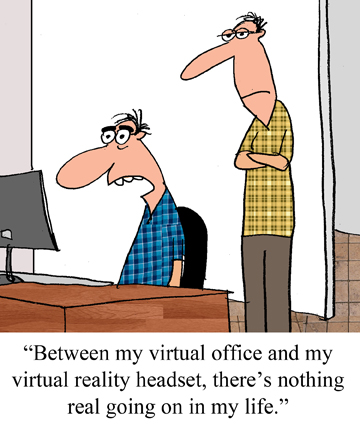 “Between my virtual office and my
virtual reality headset, there’s nothing
real going on in my life.”